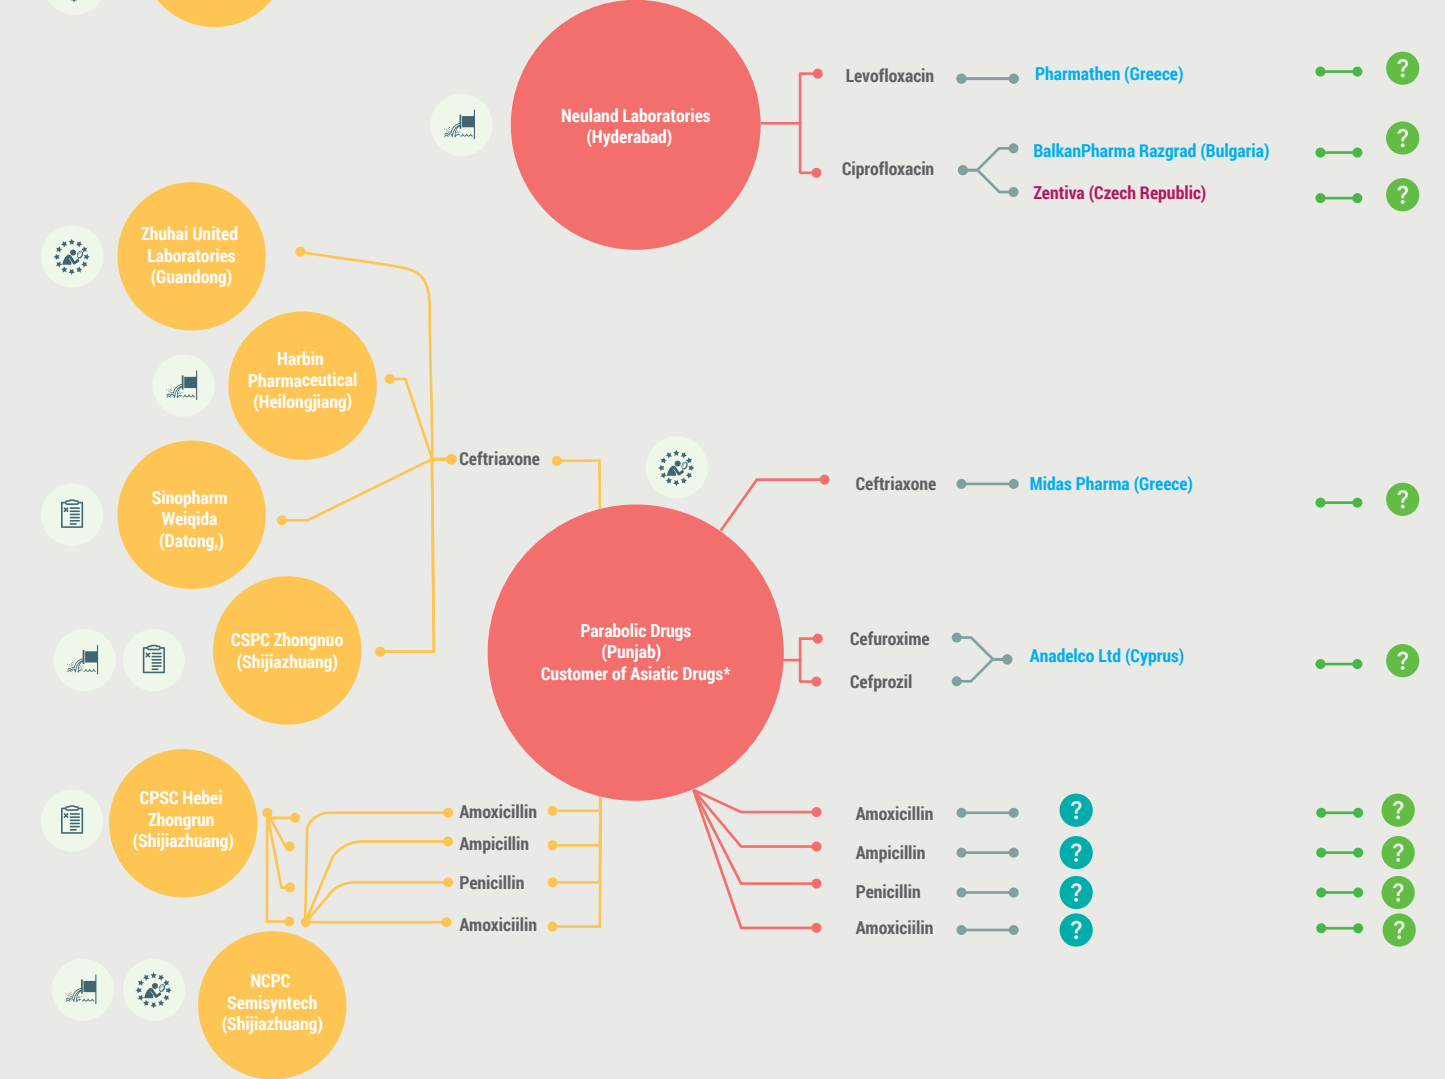 Neuland Laboratories
(Hyderabad)
Levofloxacin
Pharmathen (Greece)
?
Ciprofloxacin
BalkanPharma Razgrad (Bulgaria)
?
Zentiva (Czech Republic)
?
Zhuhai United
Laboratories
(Guandong)
Harbin
Pharmaceutical
(Heilongjiang)
Sinopharm
Weiqida
(Datong,)
CSPC Zhongnuo
(Shijiazhuang)
Ceftriaxone
Parabolic Drugs
(Punjab)
Customer of Asiatic Drugs*
Ceftriaxone
Midas Pharma (Greece)
?
Cefuroxime
Cefprozil
Anadelco Ltd (Cyprus)
?
CPSC Hebei
Zhongrun
(Shijiazhuang)
NCPC
Semisyntech
(Shijiazhuang)
Amoxicillin
Ampicillin
Penicillin
Amoxiciilin
Amoxicillin
?
?
Ampicillin
?
?
Penicillin
?
?
Amoxiciilin
?
?